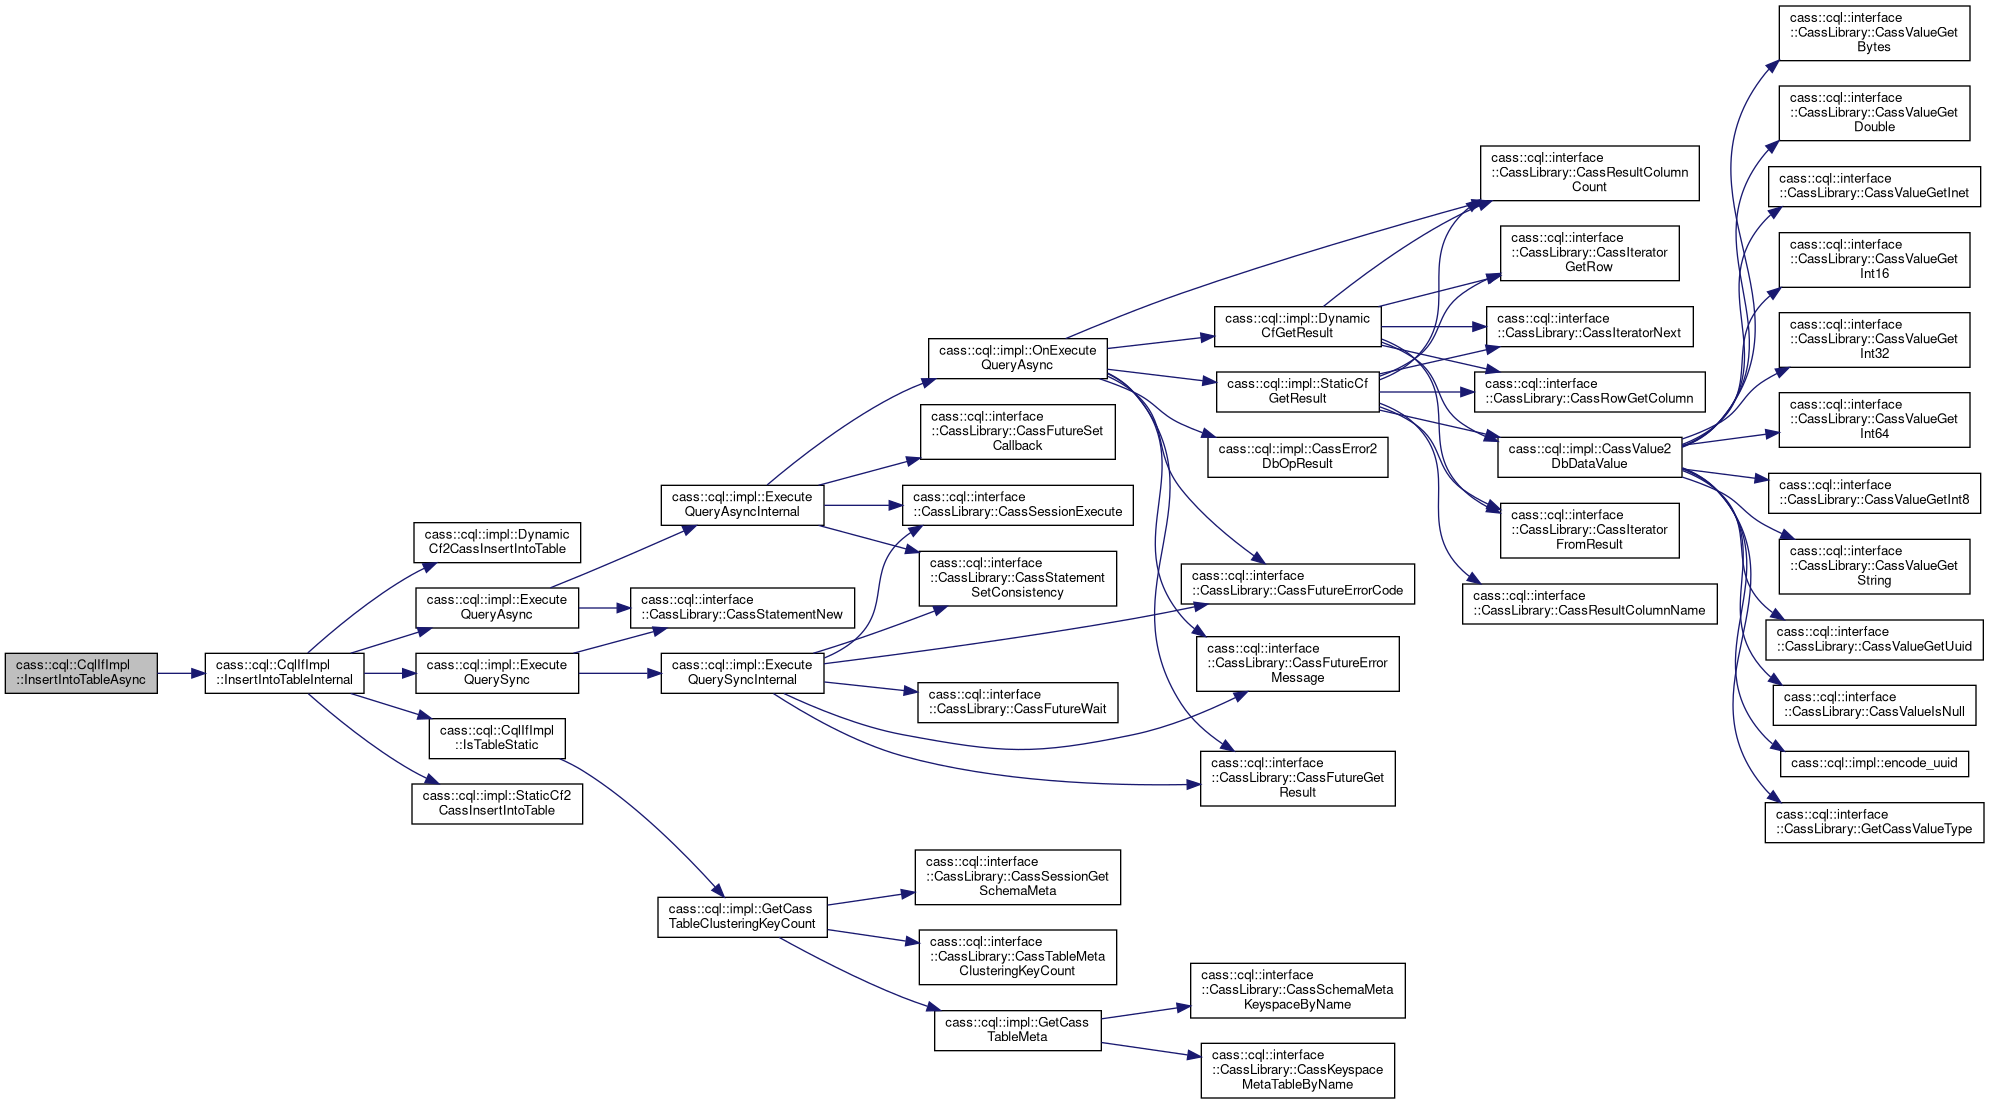 cass::cql::CqlIfImpl
::InsertIntoTableAsync
cass::cql::CqlIfImpl
::InsertIntoTableInternal
cass::cql::impl::Dynamic
Cf2CassInsertIntoTable
cass::cql::impl::Execute
QueryAsync
cass::cql::impl::Execute
QuerySync
cass::cql::CqlIfImpl
::IsTableStatic
cass::cql::impl::StaticCf2
CassInsertIntoTable
cass::cql::interface
::CassLibrary::CassStatementNew
cass::cql::impl::Execute
QueryAsyncInternal
cass::cql::impl::Execute
QuerySyncInternal
cass::cql::impl::GetCass
TableClusteringKeyCount
cass::cql::impl::OnExecute
QueryAsync
cass::cql::interface
::CassLibrary::CassFutureSet
Callback
cass::cql::interface
::CassLibrary::CassSessionExecute
cass::cql::interface
::CassLibrary::CassStatement
SetConsistency
cass::cql::interface
::CassLibrary::CassFutureWait
cass::cql::interface
::CassLibrary::CassSessionGet
SchemaMeta
cass::cql::interface
::CassLibrary::CassTableMeta
ClusteringKeyCount
cass::cql::impl::GetCass
TableMeta
cass::cql::impl::Dynamic
CfGetResult
cass::cql::impl::StaticCf
GetResult
cass::cql::impl::CassError2
DbOpResult
cass::cql::interface
::CassLibrary::CassFutureErrorCode
cass::cql::interface
::CassLibrary::CassFutureError
Message
cass::cql::interface
::CassLibrary::CassFutureGet
Result
cass::cql::interface
::CassLibrary::CassSchemaMeta
KeyspaceByName
cass::cql::interface
::CassLibrary::CassKeyspace
MetaTableByName
cass::cql::interface
::CassLibrary::CassResultColumn
Count
cass::cql::interface
::CassLibrary::CassIterator
GetRow
cass::cql::interface
::CassLibrary::CassIteratorNext
cass::cql::interface
::CassLibrary::CassRowGetColumn
cass::cql::impl::CassValue2
DbDataValue
cass::cql::interface
::CassLibrary::CassIterator
FromResult
cass::cql::interface
::CassLibrary::CassResultColumnName
cass::cql::interface
::CassLibrary::CassValueGet
Bytes
cass::cql::interface
::CassLibrary::CassValueGet
Double
cass::cql::interface
::CassLibrary::CassValueGetInet
cass::cql::interface
::CassLibrary::CassValueGet
Int16
cass::cql::interface
::CassLibrary::CassValueGet
Int32
cass::cql::interface
::CassLibrary::CassValueGet
Int64
cass::cql::interface
::CassLibrary::CassValueGetInt8
cass::cql::interface
::CassLibrary::CassValueGet
String
cass::cql::interface
::CassLibrary::CassValueGetUuid
cass::cql::interface
::CassLibrary::CassValueIsNull
cass::cql::impl::encode_uuid
cass::cql::interface
::CassLibrary::GetCassValueType